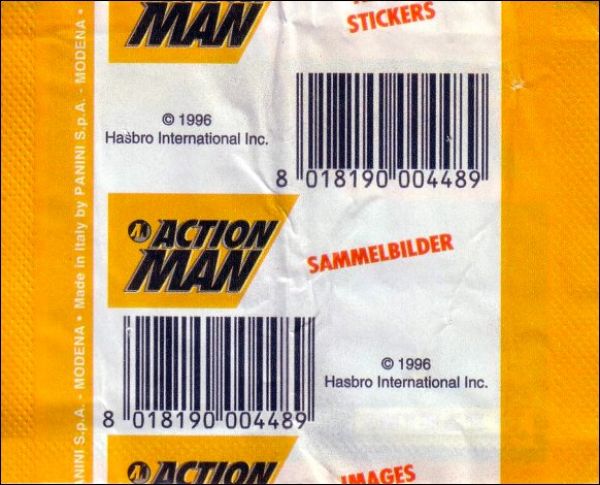 MAN
STICKERS
© 1996
Hasbro International Inc.
8 018190 004489
ACTION
MAN
SAMMELBILDER
8 018190 004489
© 1996
Hasbro International Inc.
ACTION
IMAGES
PANINI S.p.A. - MODENA • Made in Italy by PANINI S.p.A. - MODENA •